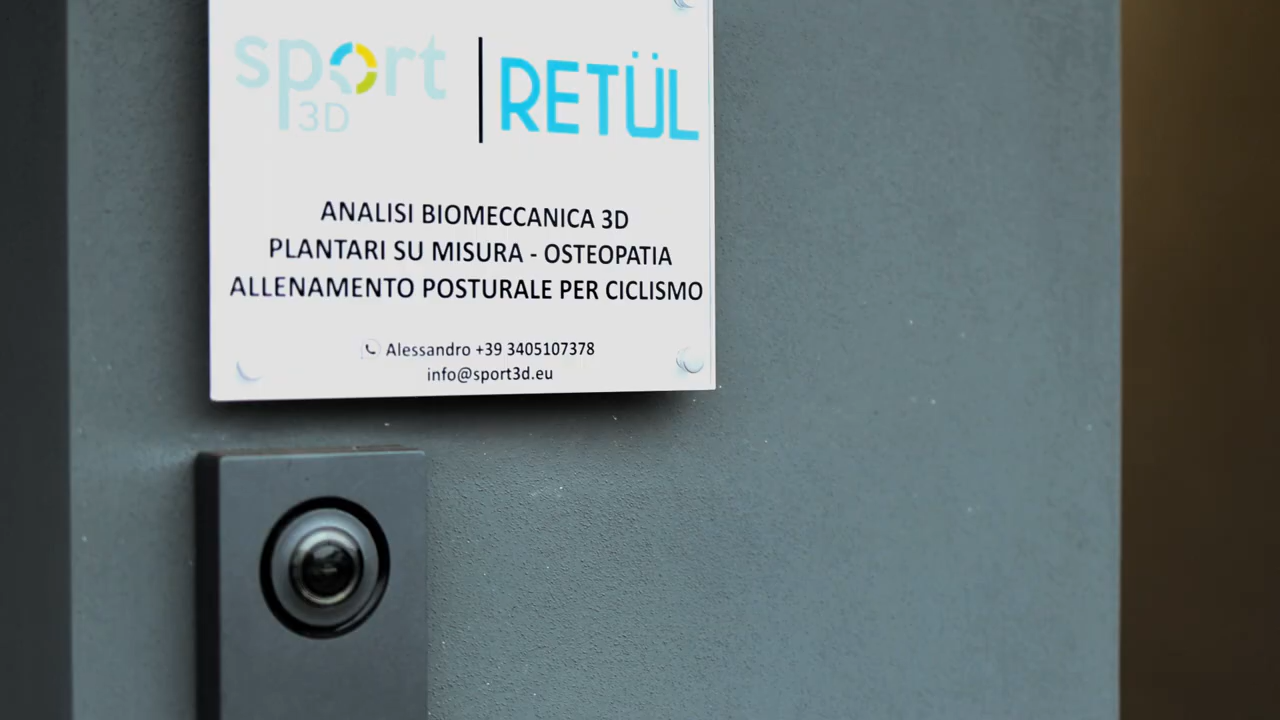 sport 3D | RETÜL
ANALISI BIOMECCANICA 3D
PLANTARI SU MISURA - OSTEOPATIA
ALLENAMENTO POSTURALE PER CICLISMO
Alessandro +39 3405107378
info@sport3d.eu